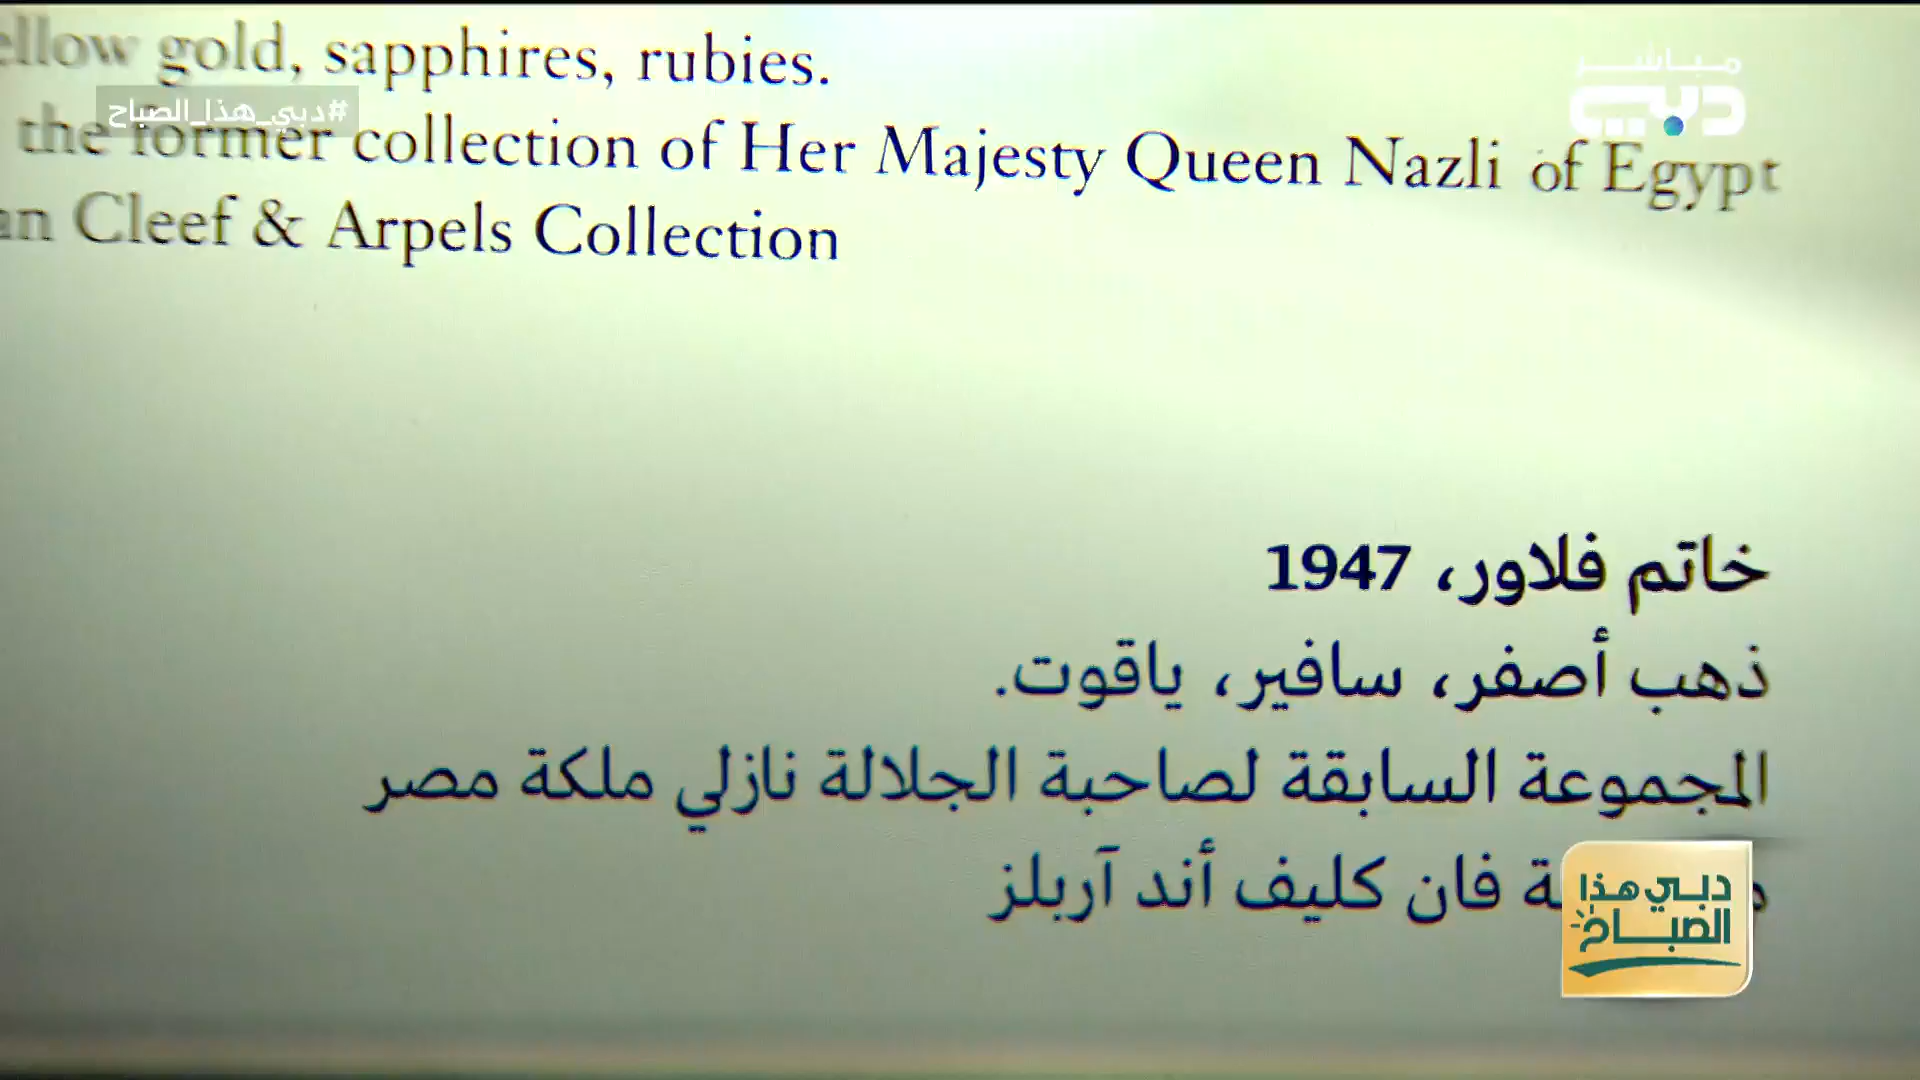 gold, sapphires, rubies.
the former collection of Her Majesty Queen Nazli of Egypt
Cleef & Arpels Collection
#دبي_هذا_الصباح
مباشر
دبي
خاتم فلاور، 1947
ذهب أصفر، سافير، ياقوت.
المجموعة السابقة لصاحبة الجلالة نازلي ملكة مصر
فان كليف أند آربلز
دبي هذا
الصباح